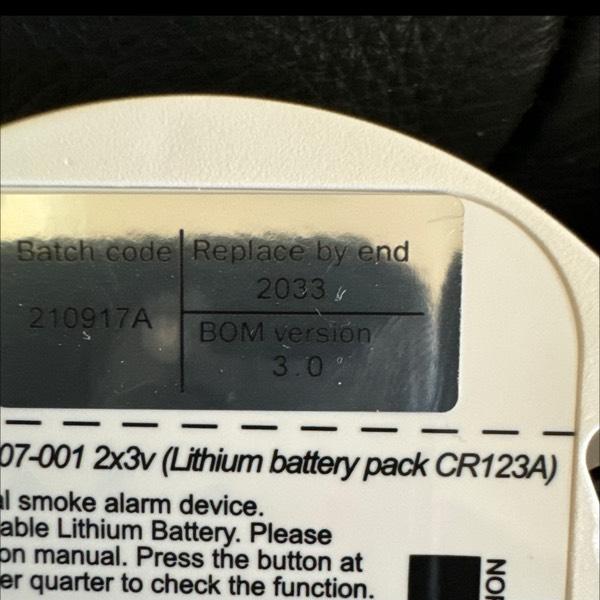 Batch code
210917A
Replace by end
2033
BOM version
3.0
07-001 2x3v (Lithium battery pack CR123A)
al smoke alarm device.
able Lithium Battery. Please
on manual. Press the button at
er quarter to check the function.
NOR